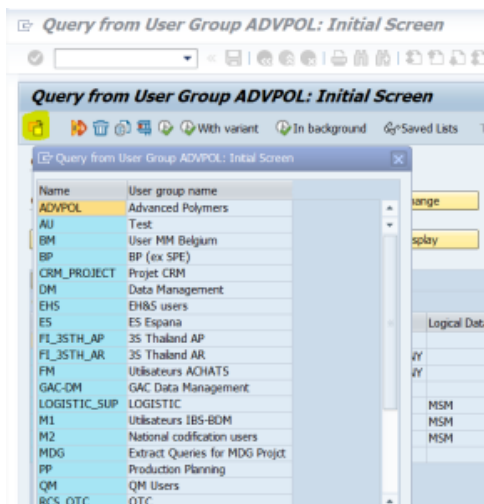 Query from User Group ADVPOL: Initial Screen
Query from User Group ADVPOL: Initial Screen
With variant In background Saved Lists
Query from User Group ADVPOL: Initial Screen
Name User group name
ADVPOL Advanced Polymers
AU Test
BM User MM Belgium
BP BP (ex SPE)
CRM_PROJECT Projet CRM
DM Data Management
EHS EH&S users
ES ES Espana
FI_3STH_AP 3S Thaland AP
FI_3STH_AR 3S Thaland AR
FM Utilisateurs ACHATS
GAC-DM GAC Data Management
LOGISTIC_SUP LOGISTIC
M1 Utilisateurs IBS-BDM
M2 National codification users
MDG Extract Queries for MDG Projct
PP Production Planning
QM QM Users
RCS_OTC OTC
ange
splay
Logical Dat
NY
NY
MSM
MSM
MSM